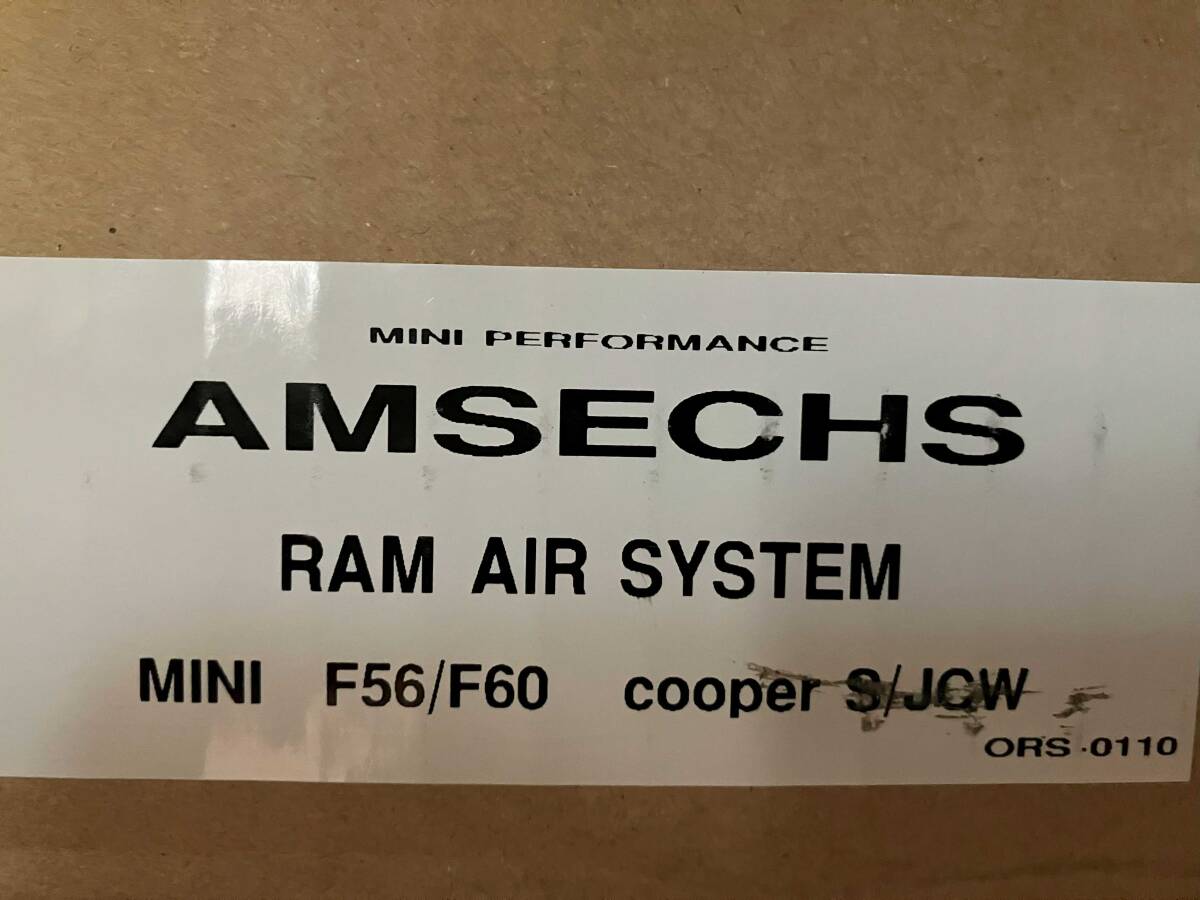 MINI PERFORMANCE
AMSECHS
RAM AIR SYSTEM
MINI F56/F60 cooper S/JCW
ORS·0110